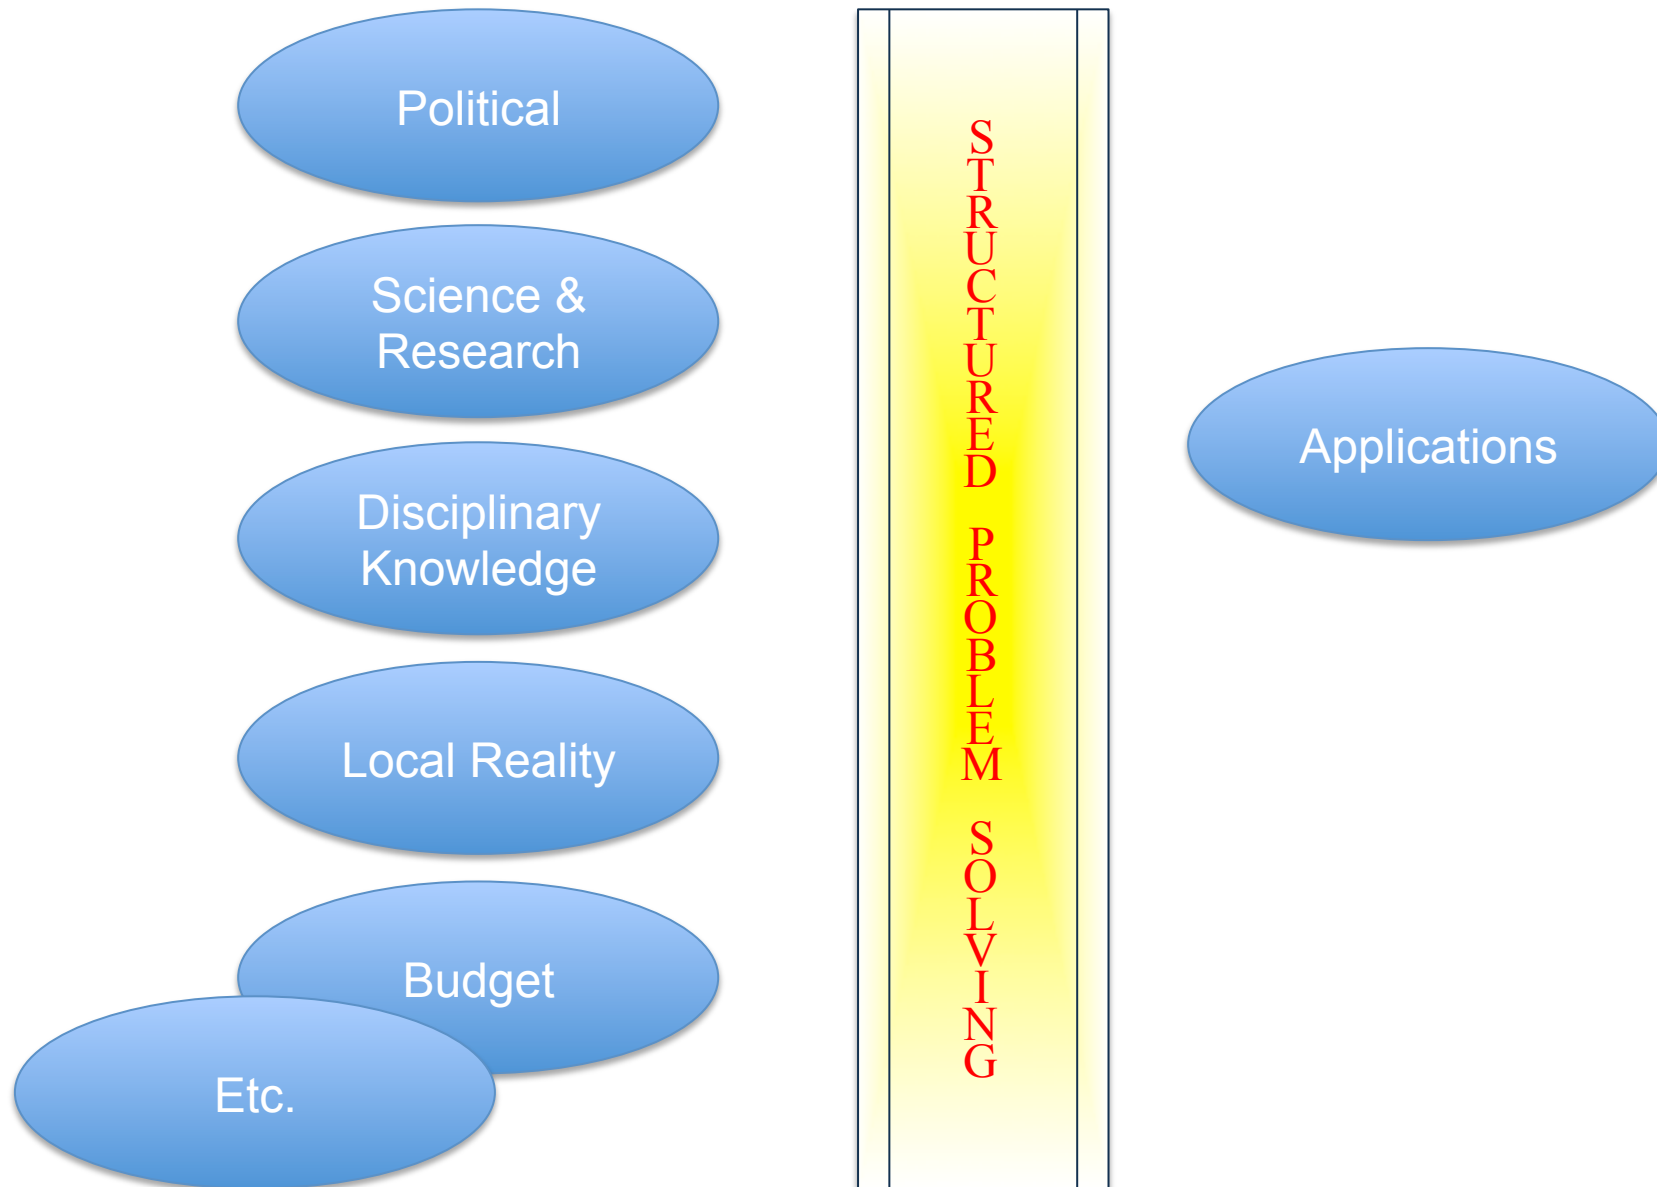 Political
Science &
Research
Disciplinary
Knowledge
Local Reality
Budget
Etc.
STRUCTURED PROBLEM SOLVING
Applications